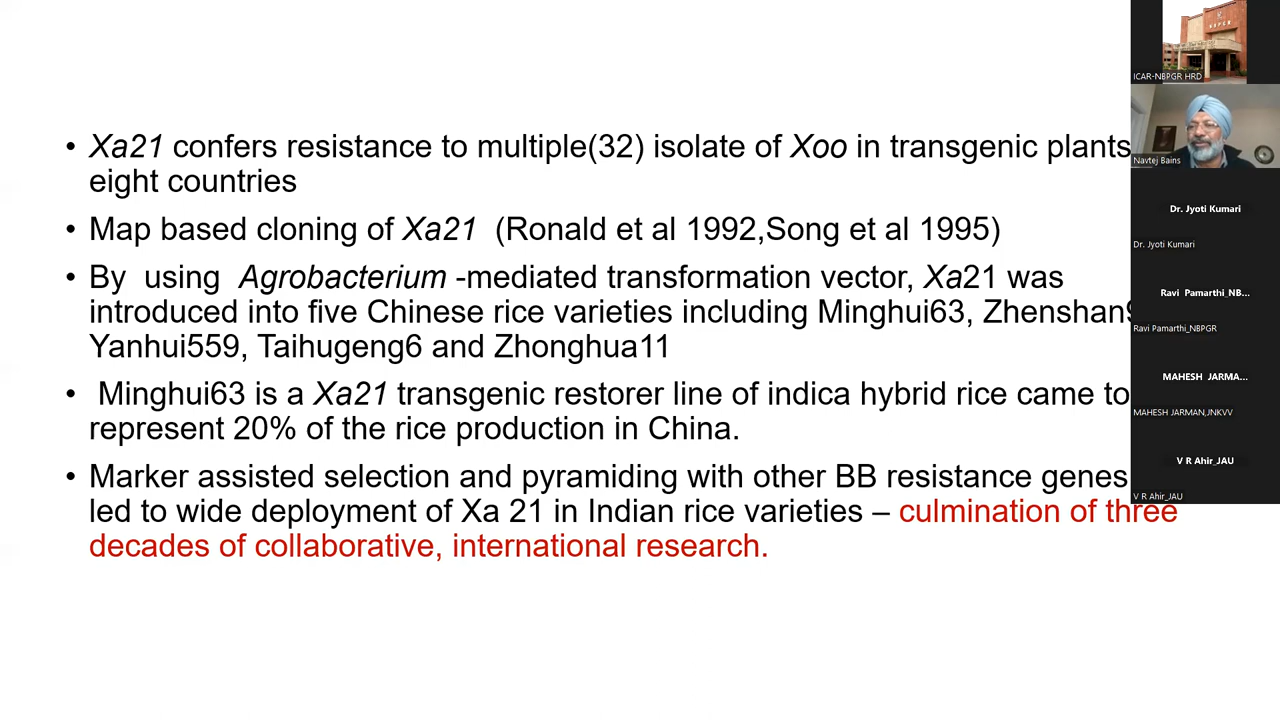 • Xa21 confers resistance to multiple(32) isolate of Xoo in transgenic plants
eight countries
• Map based cloning of Xa21 (Ronald et al 1992,Song et al 1995)
• By using Agrobacterium -mediated transformation vector, Xa21 was
introduced into five Chinese rice varieties including Minghui63, Zhenshan9
Yanhui559, Taihugeng6 and Zhonghua11
• Minghui63 is a Xa21 transgenic restorer line of indica hybrid rice came to
represent 20% of the rice production in China.
• Marker assisted selection and pyramiding with other BB resistance genes
led to wide deployment of Xa 21 in Indian rice varieties – culmination of three
decades of collaborative, international research.
ICAR-NBPGR HRD
Navtej Bains
Dr. Jyoti Kumari
Dr. Jyoti Kumari
Ravi Pamarthi_NB...
Ravi Pamarthi_NBPGR
MAHESH JARMA...
MAHESH JARMAN,JNKVV
V R Ahir_JAU
V R Ahir_JAU